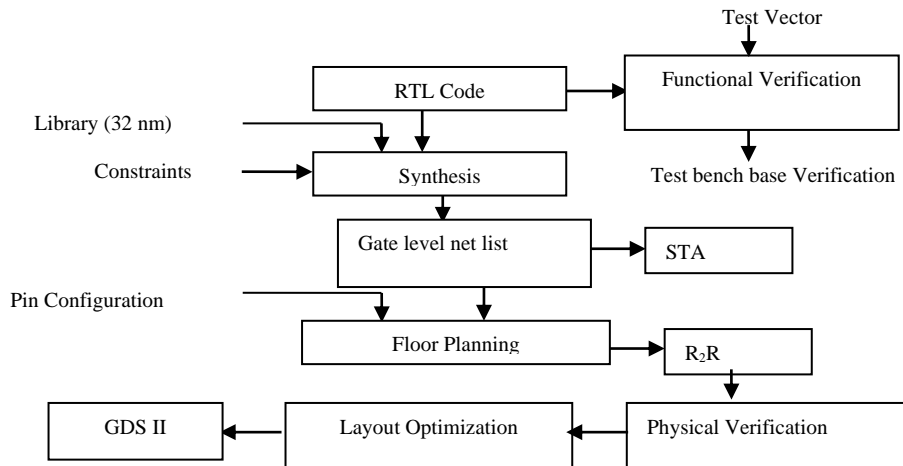 Test Vector
Functional Verification
RTL Code
Library (32 nm)
Constraints
Synthesis
Test bench base Verification
Gate level net list
STA
Pin Configuration
Floor Planning
R₂R
GDS II
Layout Optimization
Physical Verification